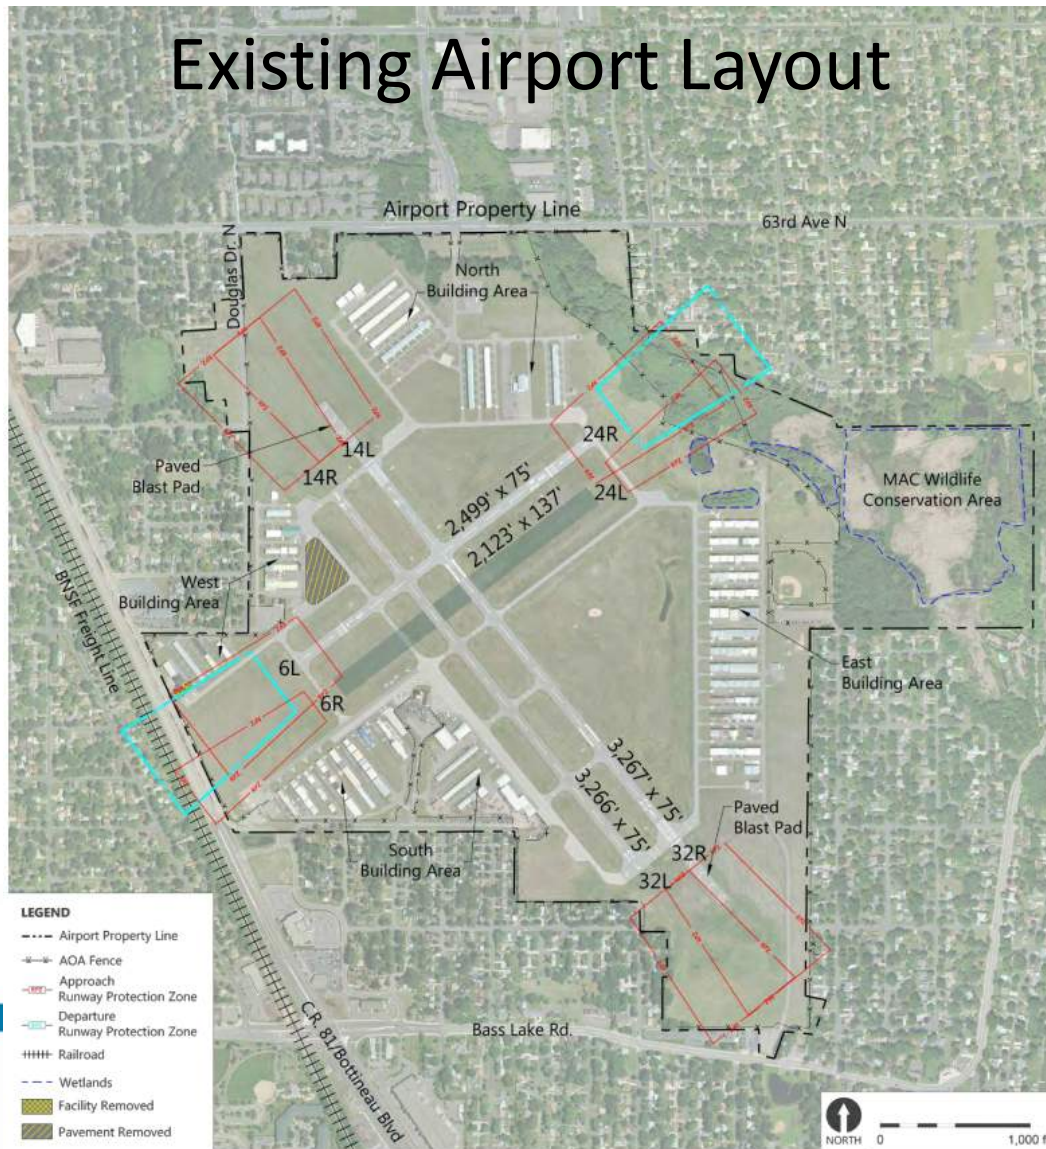 Existing Airport Layout
Airport Property Line
63rd Ave N
Douglas Dr. N
North
Building Area
24R
14L
Paved
Blast Pad
14R
24L
2,499' x 75'
2,123' x 137'
MAC Wildlife
Conservation Area
West
Building Area
BNSF Freight Line
6L
6R
East
Building Area
3,267' x 75'
3,266' x 75'
Paved
Blast Pad
South
Building Area
32R
32L
C.R. 81/Bottineau Blvd
Bass Lake Rd.
LEGEND
Airport Property Line
AOA Fence
RPZ
Approach
Runway Protection Zone
Departure
Runway Protection Zone
Railroad
Wetlands
Facility Removed
Pavement Removed
NORTH
0
1,000 f